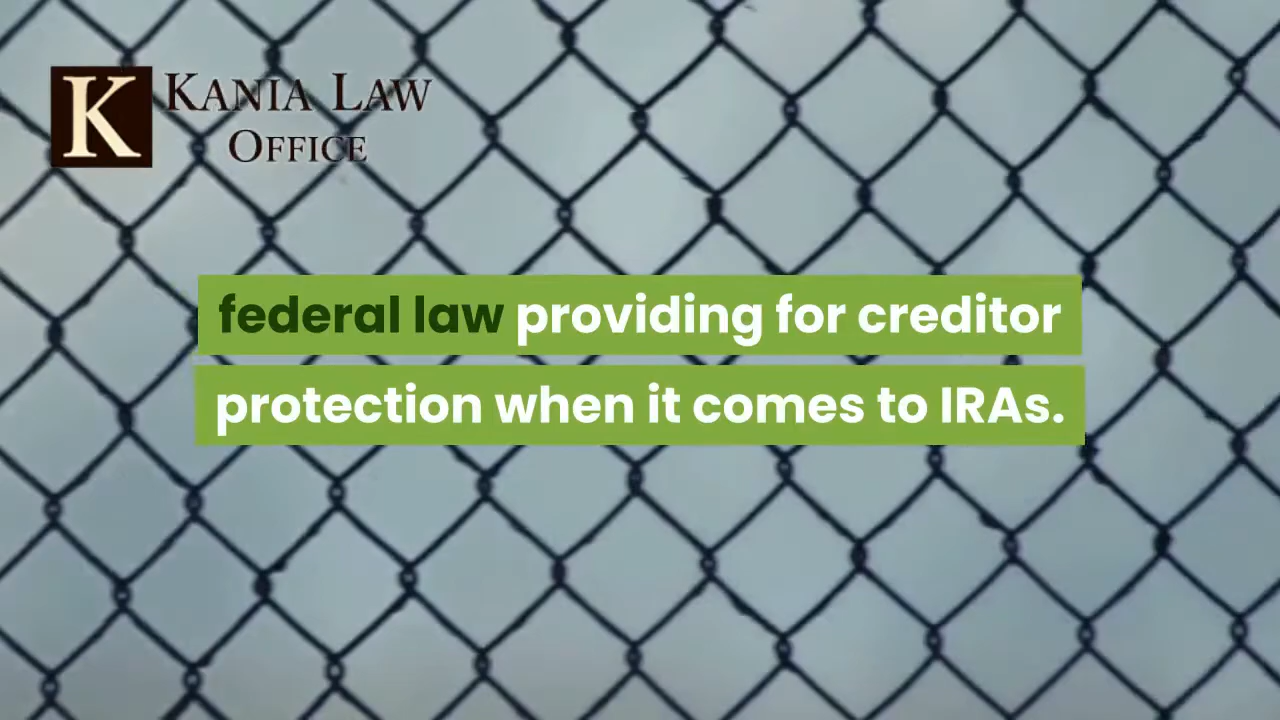 K
KANIA LAW
OFFICE
federal law providing for creditor
protection when it comes to IRAs.